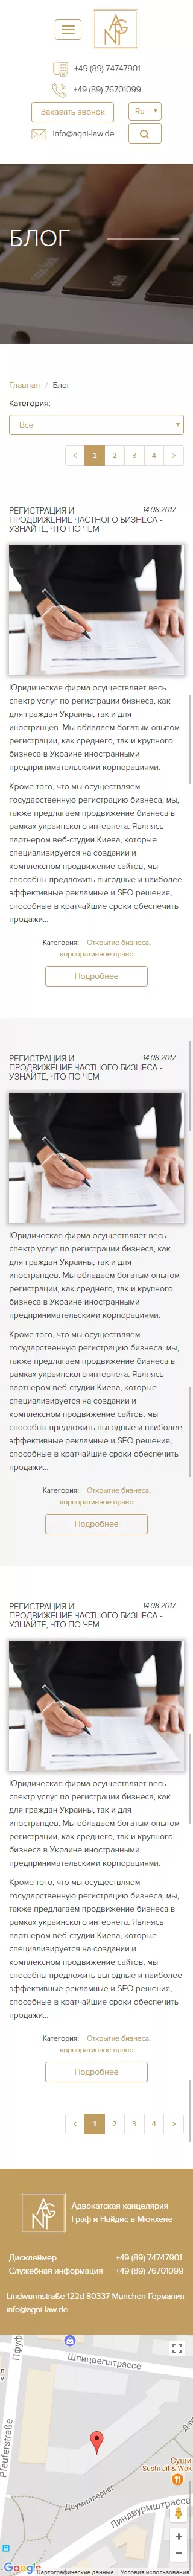 AGNF
+49 (89) 74747901
+49 (89) 76701099
Заказать звонок
Ru
info@agni-law.de
БЛОГ
Главная / Блог
Категория:
Все
< 1 2 3 4 >
РЕГИСТРАЦИЯ И
14.08.2017
ПРОДВИЖЕНИЕ ЧАСТНОГО БИЗНЕСА -
УЗНАЙТЕ, ЧТО ПО ЧЕМ
Юридическая фирма осуществляет весь
спектр услуг по регистрации бизнеса, как
для граждан Украины, так и для
иностранцев. Мы обладаем богатым опытом
регистрации, как среднего, так и крупного
бизнеса в Украине иностранными
предпринимательскими корпорациями.
Кроме того, что мы осуществляем
государственную регистрацию бизнеса, мы,
также предлагаем продвижение бизнеса в
рамках украинского интернета. Являясь
партнером веб-студии Киева, которые
специализируется на создании и
комплексном продвижение сайтов, мы
способны предложить выгодные и наиболее
эффективные рекламные и SEO решения,
способные в кратчайшие сроки обеспечить
продажи...
Категория: Открытие бизнеса,
корпоративное право
Подробнее
РЕГИСТРАЦИЯ И
14.08.2017
ПРОДВИЖЕНИЕ ЧАСТНОГО БИЗНЕСА -
УЗНАЙТЕ, ЧТО ПО ЧЕМ
Юридическая фирма осуществляет весь
спектр услуг по регистрации бизнеса, как
для граждан Украины, так и для
иностранцев. Мы обладаем богатым опытом
регистрации, как среднего, так и крупного
бизнеса в Украине иностранными
предпринимательскими корпорациями.
Кроме того, что мы осуществляем
государственную регистрацию бизнеса, мы,
также предлагаем продвижение бизнеса в
рамках украинского интернета. Являясь
партнером веб-студии Киева, которые
специализируется на создании и
комплексном продвижение сайтов, мы
способны предложить выгодные и наиболее
эффективные рекламные и SEO решения,
способные в кратчайшие сроки обеспечить
продажи...
Категория: Открытие бизнеса,
корпоративное право
Подробнее
РЕГИСТРАЦИЯ И
14.08.2017
ПРОДВИЖЕНИЕ ЧАСТНОГО БИЗНЕСА -
УЗНАЙТЕ, ЧТО ПО ЧЕМ
Юридическая фирма осуществляет весь
спектр услуг по регистрации бизнеса, как
для граждан Украины, так и для
иностранцев. Мы обладаем богатым опытом
регистрации, как среднего, так и крупного
бизнеса в Украине иностранными
предпринимательскими корпорациями.
Кроме того, что мы осуществляем
государственную регистрацию бизнеса, мы,
также предлагаем продвижение бизнеса в
рамках украинского интернета. Являясь
партнером веб-студии Киева, которые
специализируется на создании и
комплексном продвижение сайтов, мы
способны предложить выгодные и наиболее
эффективные рекламные и SEO решения,
способные в кратчайшие сроки обеспечить
продажи...
Категория: Открытие бизнеса,
корпоративное право
Подробнее
< 1 2 3 4 >
Адвокатская канцелярия
Граф и Найдис в Мюнхене
Дисклеймер +49 (89) 74747901
Служебная информация +49 (89) 76701099
Lindwurmstraße 122d 80337 München Германия
info@agni-law.de
Шпицвегштрассе
Pfeuferstraße
Сушi
Sushi Jil & Wok
Даумиллервег
Линдвурмштрассе
Google
Картографические данные Условия использования